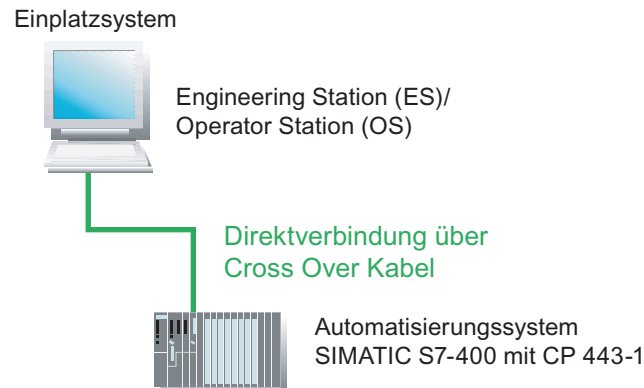 Einplatzsystem
Engineering Station (ES)/
Operator Station (OS)
Direktverbindung über
Cross Over Kabel
Automatisierungssystem
SIMATIC S7-400 mit CP 443-1